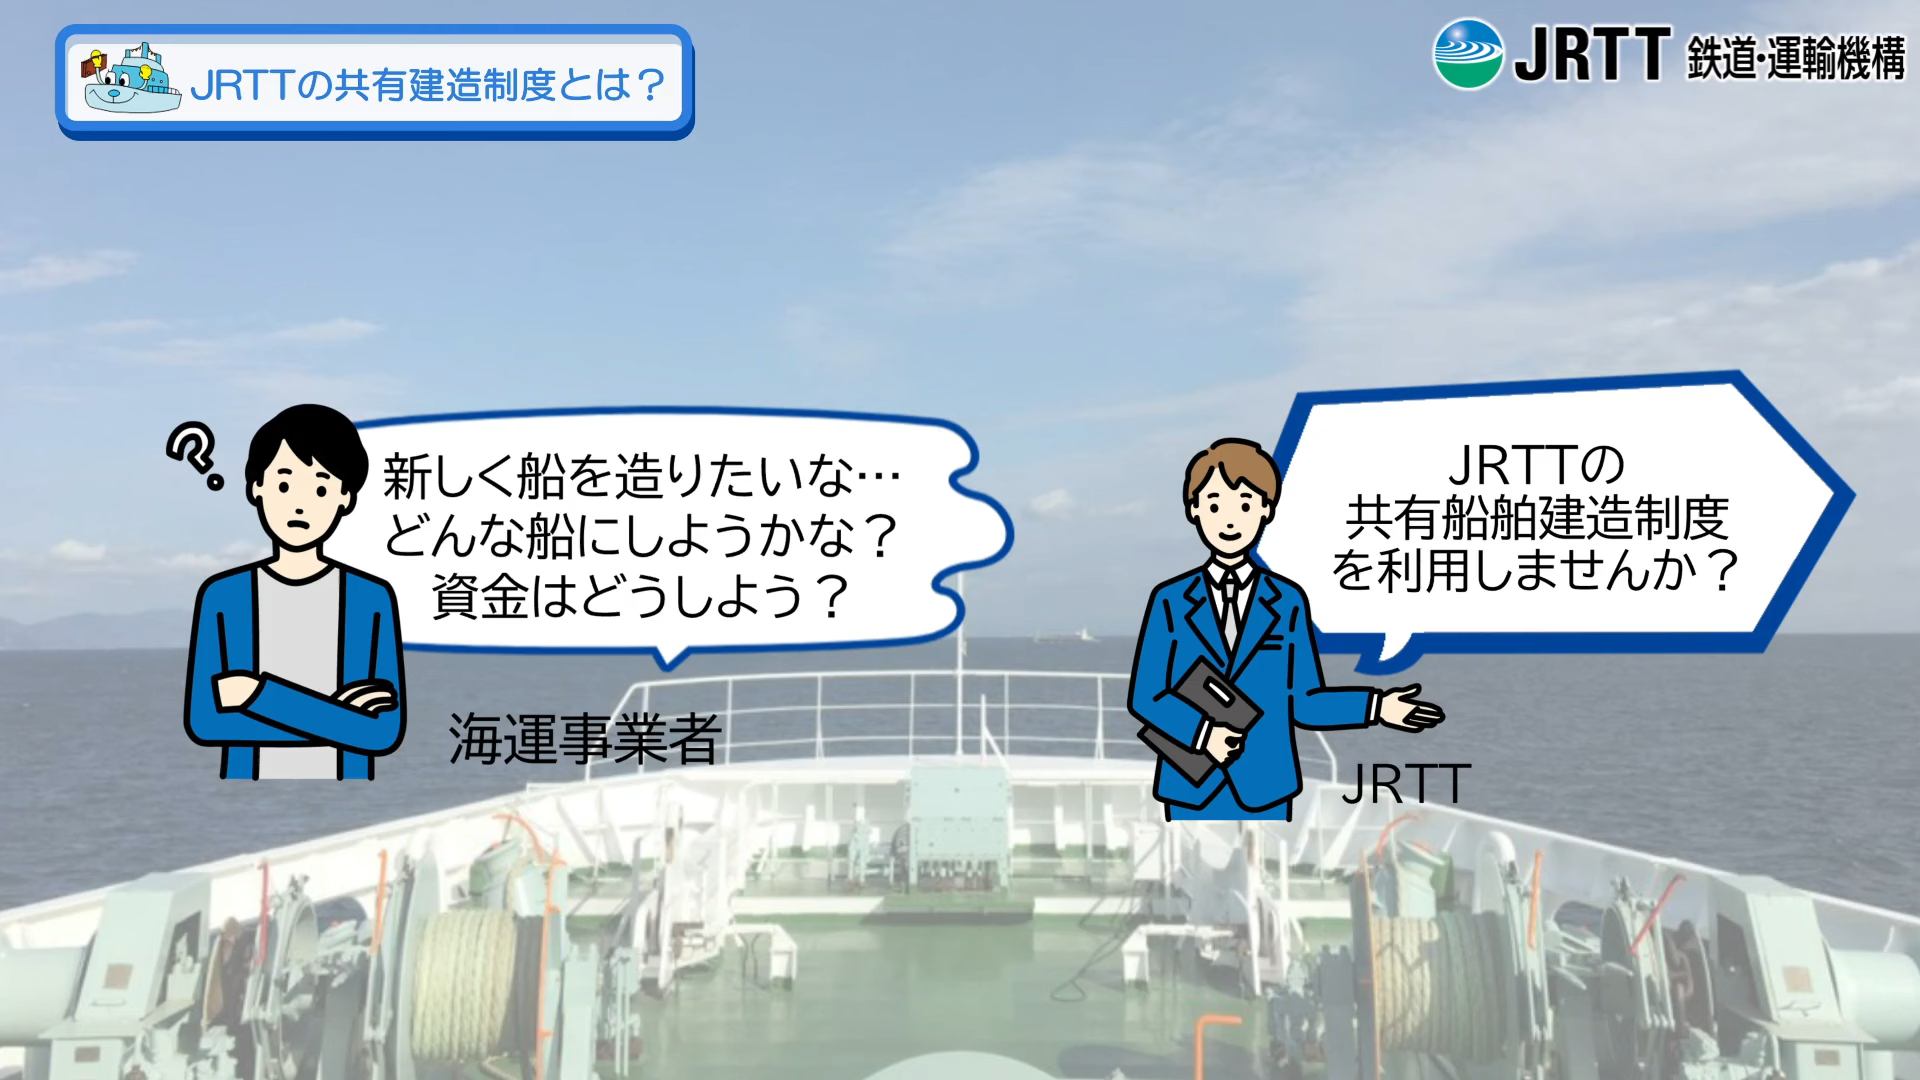 JRTTの共有建造制度とは？
JRTT 鉄道・運輸機構
新しく船を造りたいな…
どんな船にしようかな？
資金はどうしよう？
海運事業者
JRTTの
共有船舶建造制度
を利用しませんか？
JRTT